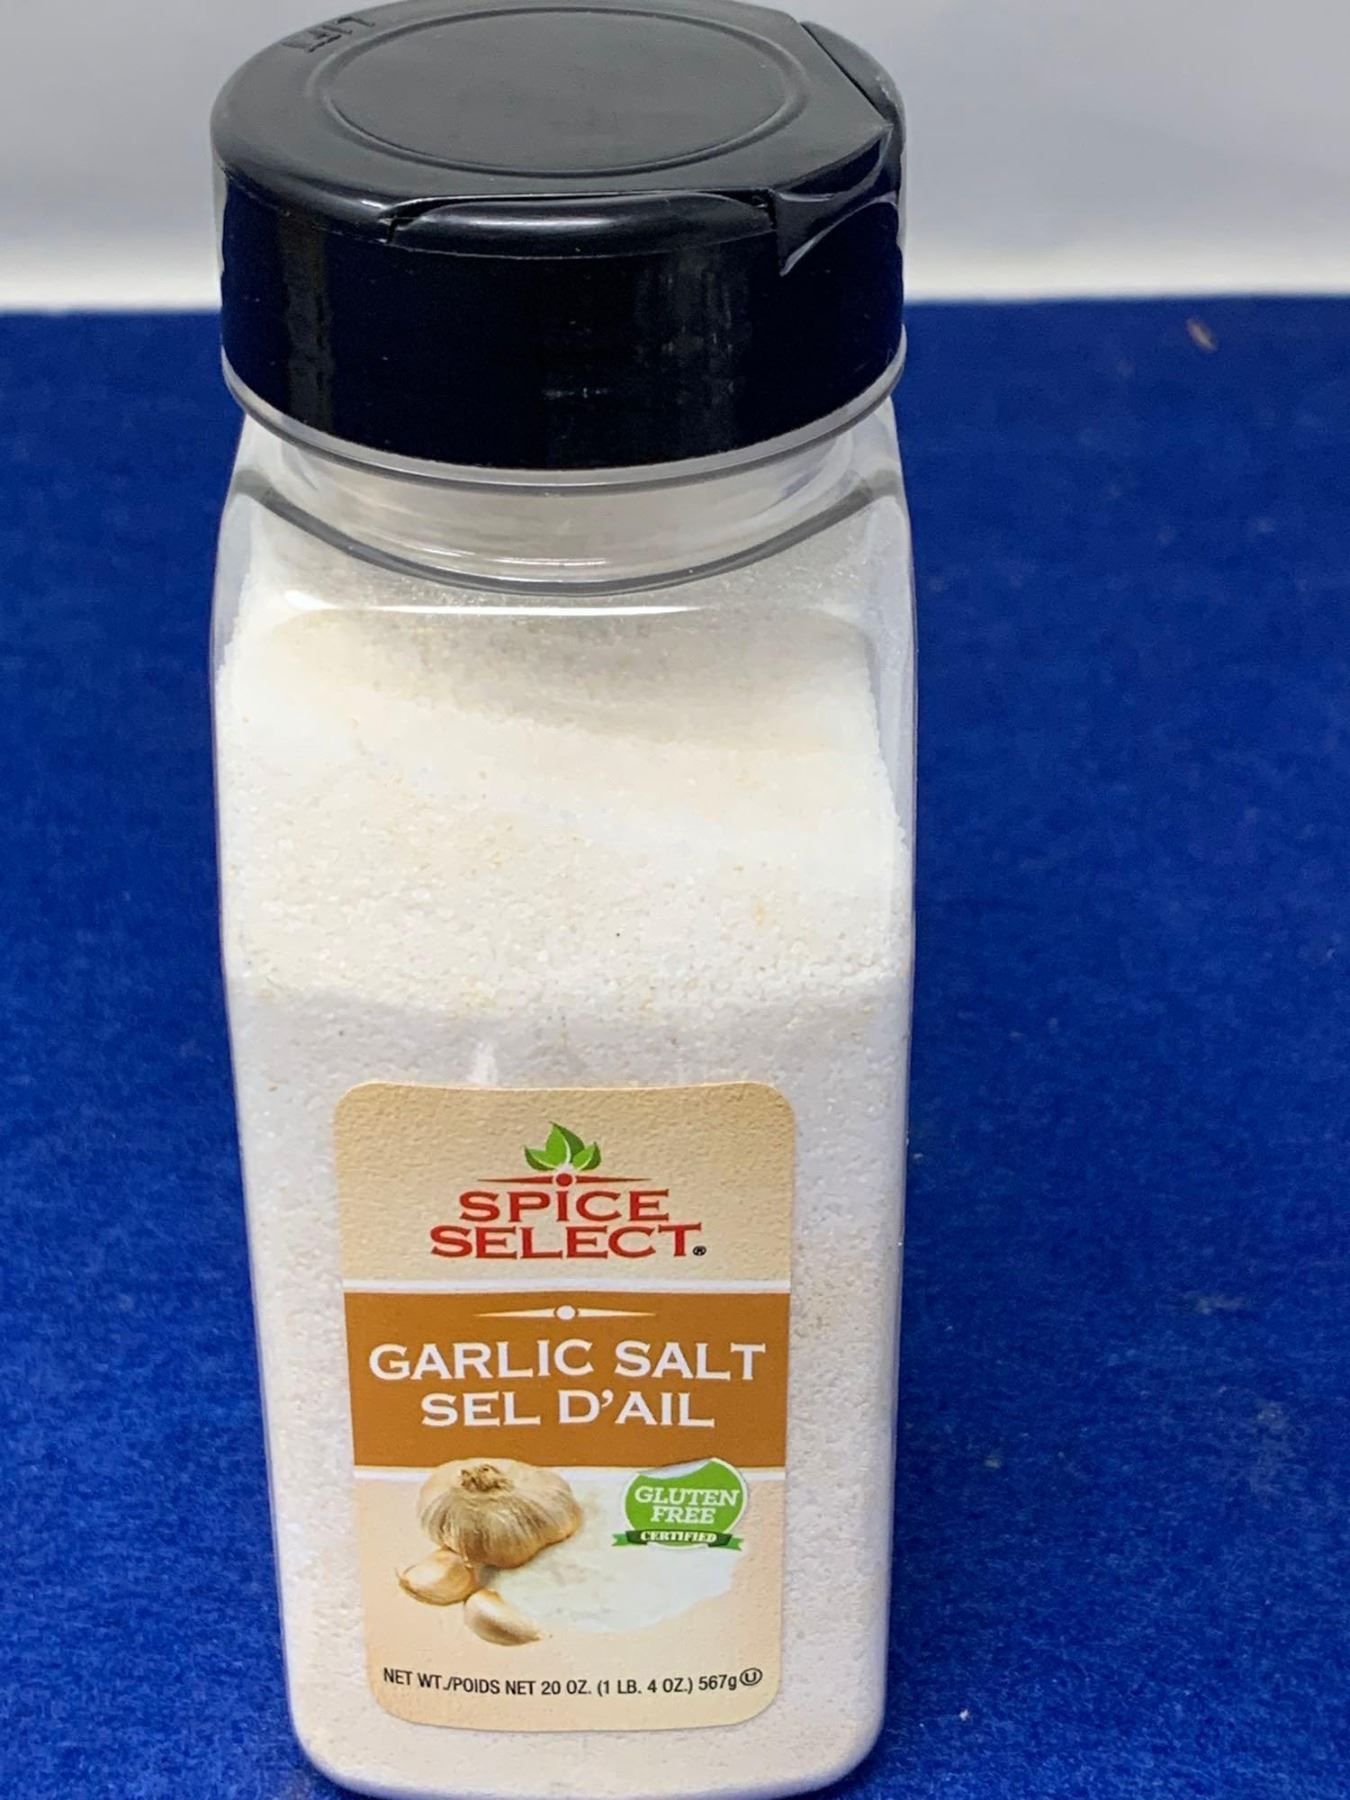 LIFT
SPICE
SELECT®
GARLIC SALT
SEL D'AIL
GLUTEN
FREE
CERTIFIED
NET WT./POIDS NET 20 OZ. (1 LB. 4 OZ.) 567g Ⓤ